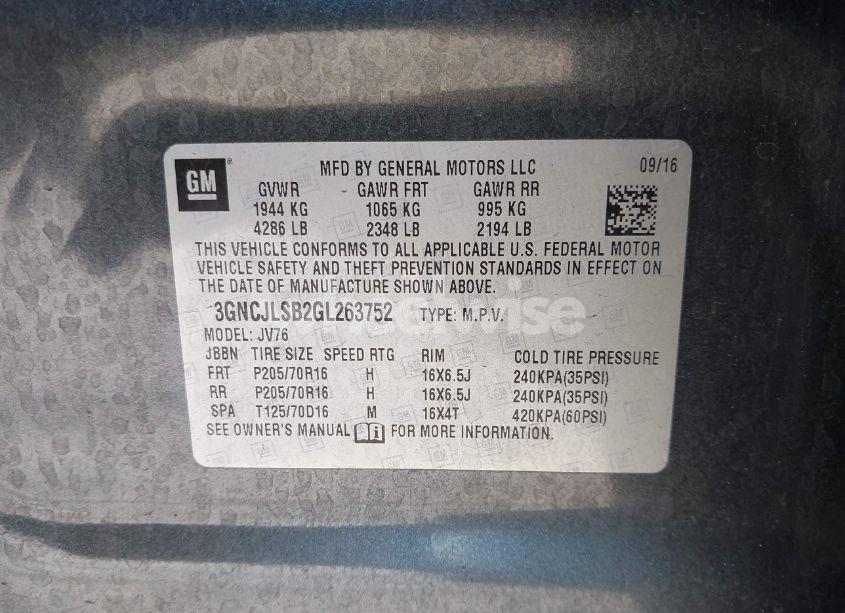 GM
MFD BY GENERAL MOTORS LLC 09/16
GVWR GAWR FRT GAWR RR
1944 KG 1065 KG 995 KG
4286 LB 2348 LB 2194 LB
THIS VEHICLE CONFORMS TO ALL APPLICABLE U.S. FEDERAL MOTOR
VEHICLE SAFETY AND THEFT PREVENTION STANDARDS IN EFFECT ON
THE DATE OF MANUFACTURE SHOWN ABOVE.
3GNCJLSB2GL263752 TYPE: M.P.V.
MODEL: JV76
JBBN TIRE SIZE SPEED RTG RIM COLD TIRE PRESSURE
FRT P205/70R16 H 16X6.5J 240KPA(35PSI)
RR P205/70R16 H 16X6.5J 240KPA(35PSI)
SPA T125/70D16 M 16X4T 420KPA(60PSI)
SEE OWNER'S MANUAL FOR MORE INFORMATION.